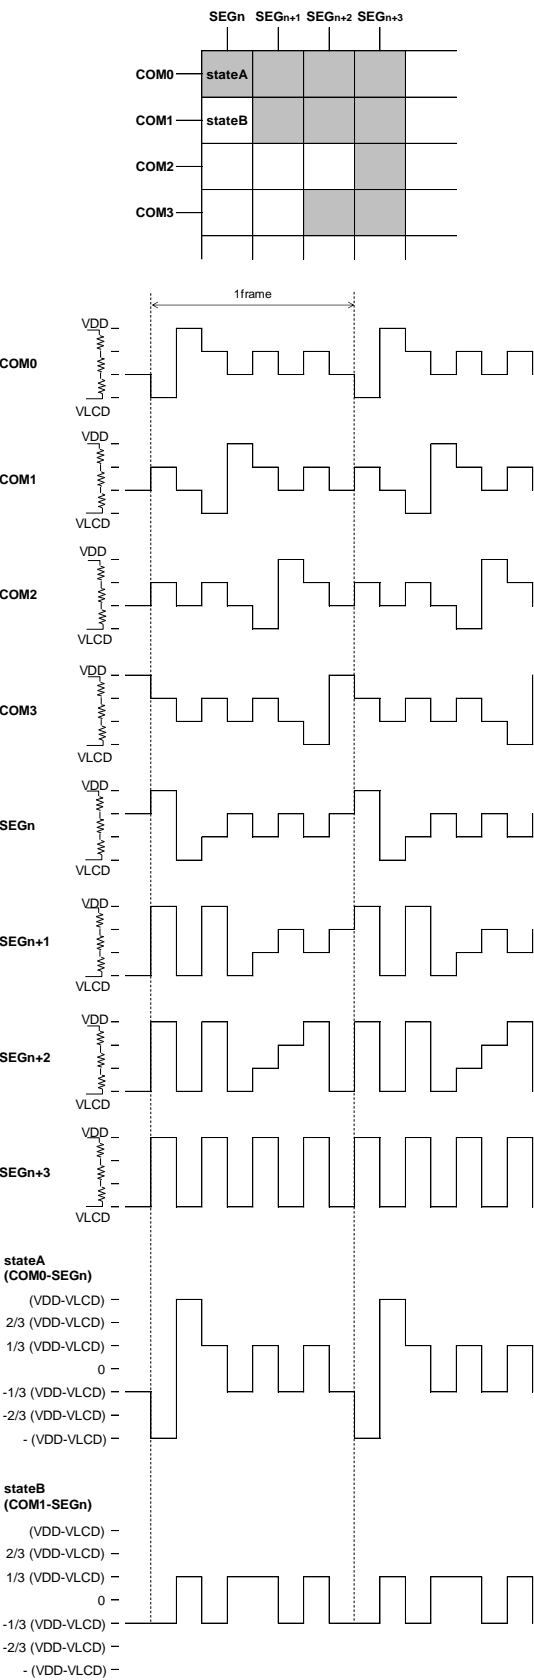 SEGn SEGn+1 SEGn+2 SEGn+3
COM0 stateA
COM1 stateB
COM2
COM3
1frame
VDD
COM0
VLCD
VDD
COM1
VLCD
VDD
COM2
VLCD
VDD
COM3
VLCD
VDD
SEGn
VLCD
VDD
SEGn+1
VLCD
VDD
SEGn+2
VLCD
VDD
SEGn+3
VLCD
stateA
(COM0-SEGn)
(VDD-VLCD)
2/3 (VDD-VLCD)
1/3 (VDD-VLCD)
0
-1/3 (VDD-VLCD)
-2/3 (VDD-VLCD)
- (VDD-VLCD)
stateB
(COM1-SEGn)
(VDD-VLCD)
2/3 (VDD-VLCD)
1/3 (VDD-VLCD)
0
-1/3 (VDD-VLCD)
-2/3 (VDD-VLCD)
- (VDD-VLCD)